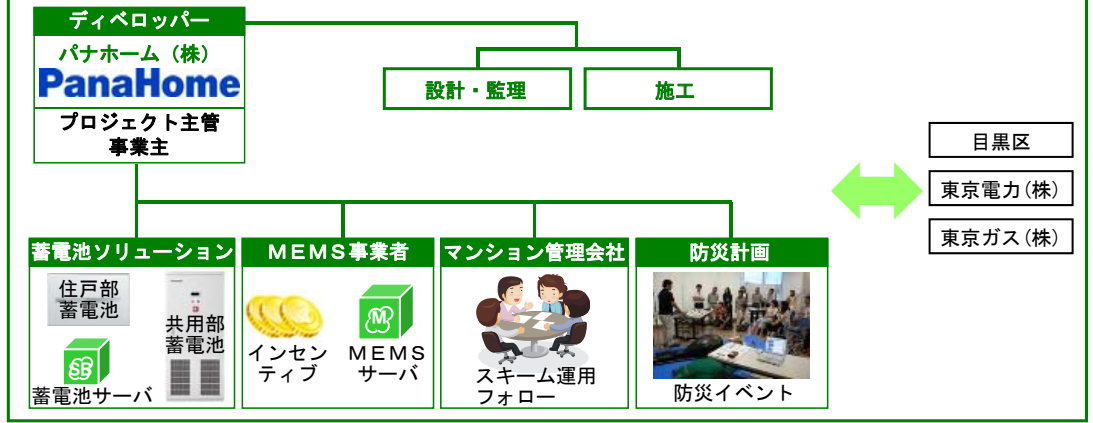 ディベロッパー
パナホーム（株）
PanaHome
プロジェクト主管
事業主
設計・監理
施工
目黒区
東京電力(株)
東京ガス(株)
蓄電池ソリューション
住戸部
蓄電池
共用部
蓄電池
SB
蓄電池サーバ
ＭＥＭＳ事業者
M
インセン
ティブ
ＭＥＭＳ
サーバ
マンション管理会社
スキーム運用
フォロー
防災計画
防災イベント